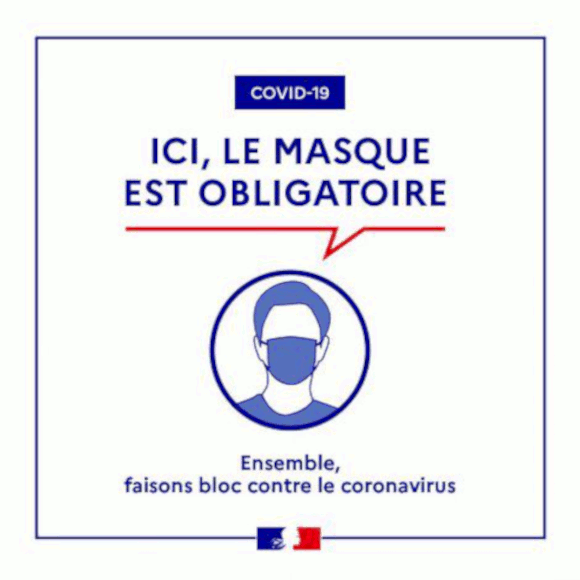 COVID-19
ICI, LE MASQUE
EST OBLIGATOIRE
Ensemble,
faisons bloc contre le coronavirus